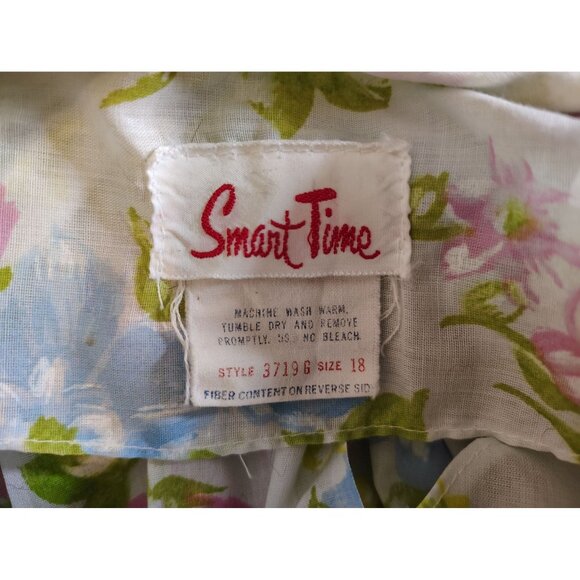 Smart Time
MACHINE WASH WARM,
TUMBLE DRY AND REMOVE
PROMPTLY. NO BLEACH.
STYLE 3719 G SIZE 18
FIBER CONTENT ON REVERSE SID